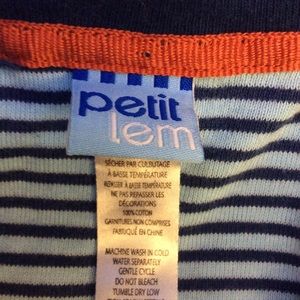 petit
lem
SÉCHER PAR CULBUTAGE
À BASSE TEMPÉRATURE
REPASSER À BASSE TEMPÉRATURE
NE PAS REPASSER LES
DÉCORATIONS
100% COTON
GARNITURES NON COMPRISES
FABRIQUÉ EN CHINE
MACHINE WASH IN COLD
WATER SEPARATELY
GENTLE CYCLE
DO NOT BLEACH
TUMBLE DRY LOW